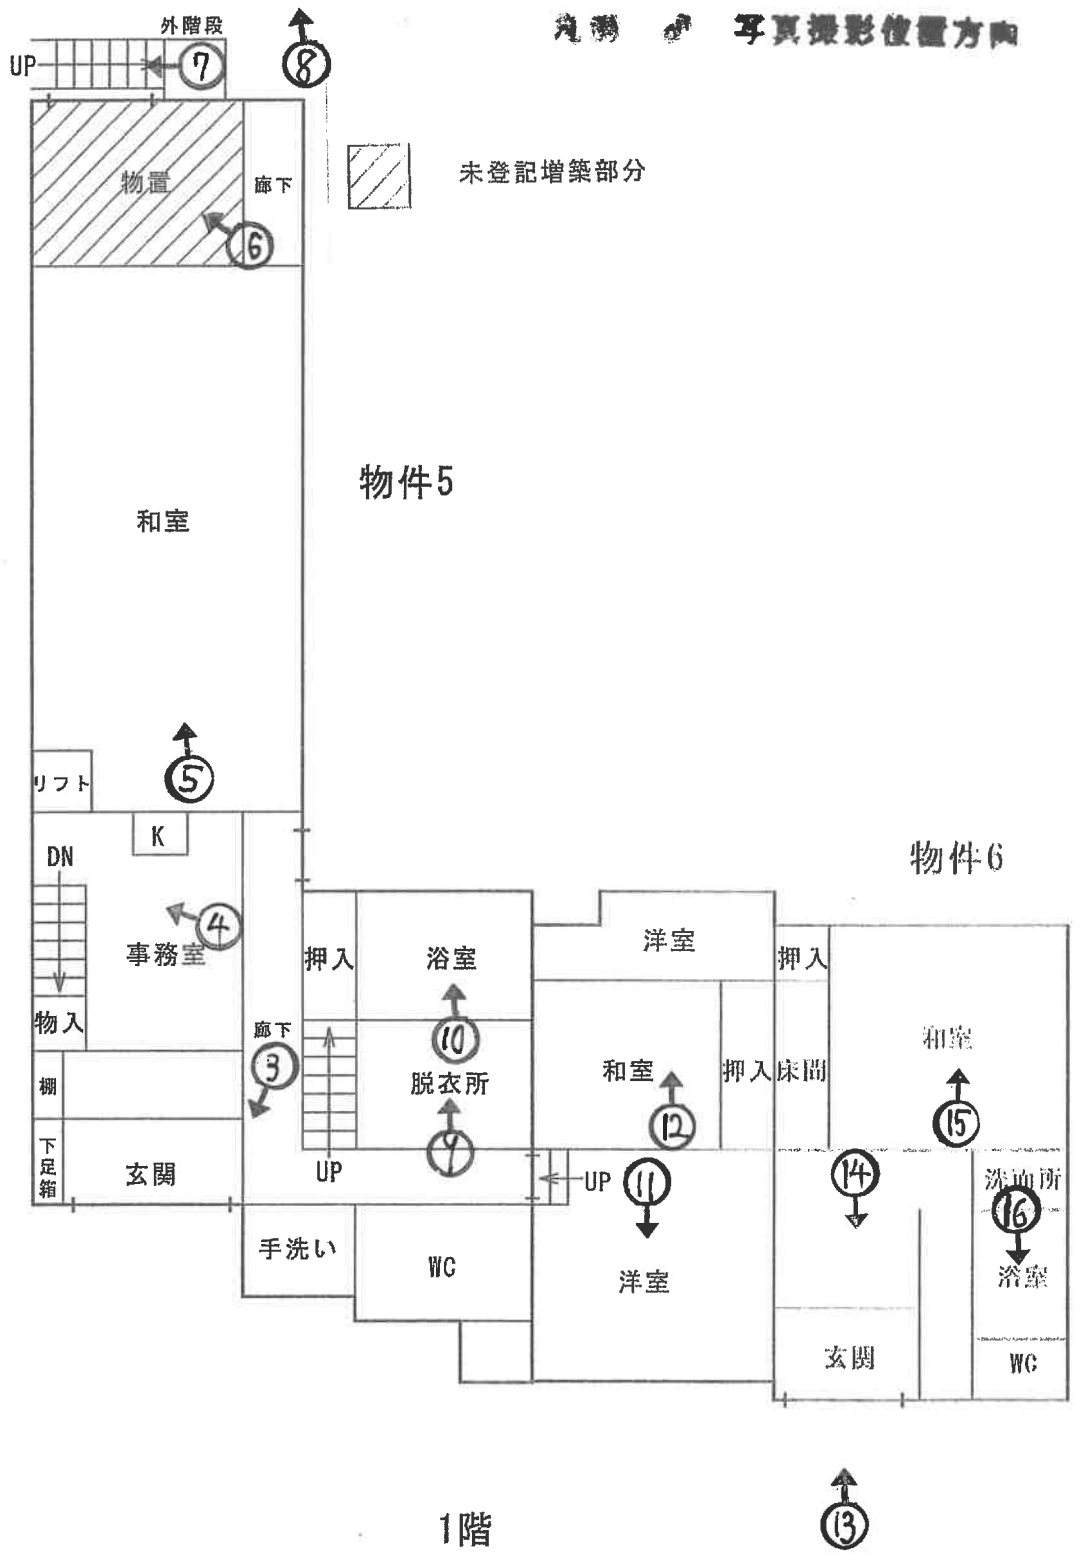 外階段
写真撮影位置方向
⑧
UP
⑦
物置
廊下
未登記増築部分
⑥
物件5
和室
⑤
リフト
K
DN
物件6
④
事務室
押入
浴室
洋室
押入
物入
廊下
⑩
和室
③
棚
脱衣所
和室
押入
床間
⑫
⑮
下足箱
玄関
UP
⑨
UP
⑪
⑭
洗面所
⑯
手洗い
WC
洋室
浴室
玄関
WC
1階
⑬